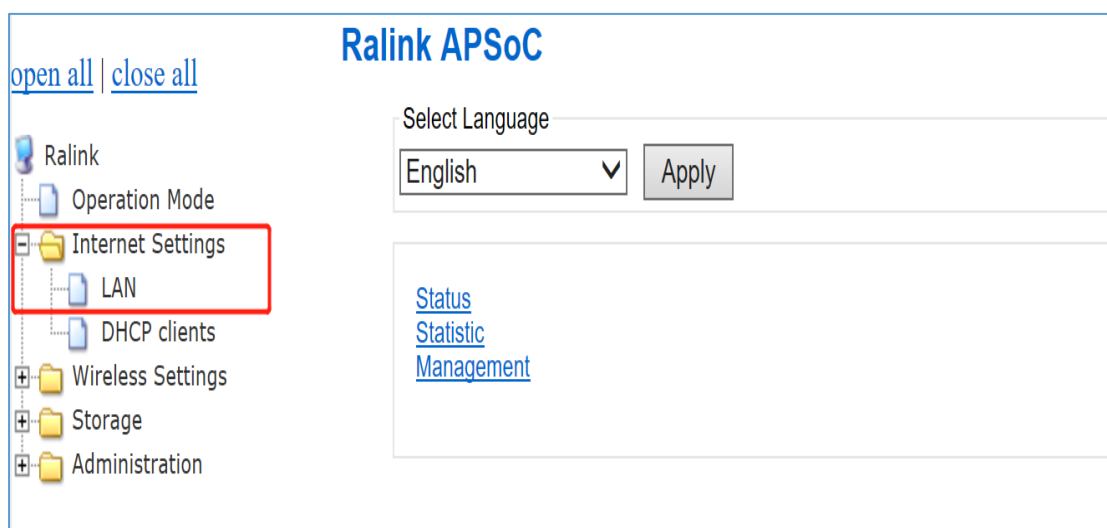 Ralink APSoC
open all | close all
Ralink
Operation Mode
Internet Settings
LAN
DHCP clients
Wireless Settings
Storage
Administration
Select Language
English Apply
Status
Statistic
Management